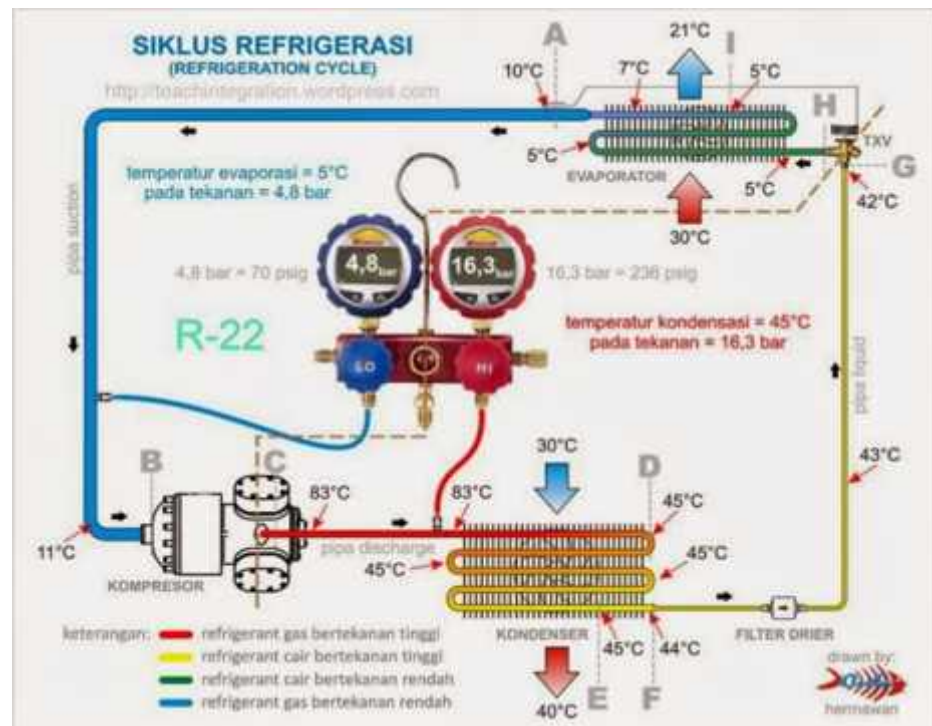 SIKLUS REFRIGERASI
(REFRIGERATION CYCLE)
http://teachintegration.wordpress.com
A
21°C
I
10°C
7°C
5°C
H
TXV
G
5°C
EVAPORATOR
5°C
42°C
30°C
temperatur evaporasi = 5°C
pada tekanan = 4,8 bar
pipa suction
4,8 bar = 70 psig
4,8 bar
16,3 bar
16,3 bar = 236 psig
R-22
LO
HI
temperatur kondensasi = 45°C
pada tekanan = 16,3 bar
pipa liquid
B
C
30°C
D
43°C
83°C
83°C
45°C
11°C
pipa discharge
45°C
45°C
KOMPRESOR
KONDENSER
45°C
44°C
FILTER DRIER
40°C
E
F
keterangan:
refrigerant gas bertekanan tinggi
refrigerant cair bertekanan tinggi
refrigerant cair bertekanan rendah
refrigerant gas bertekanan rendah
drawn by:
hermawan